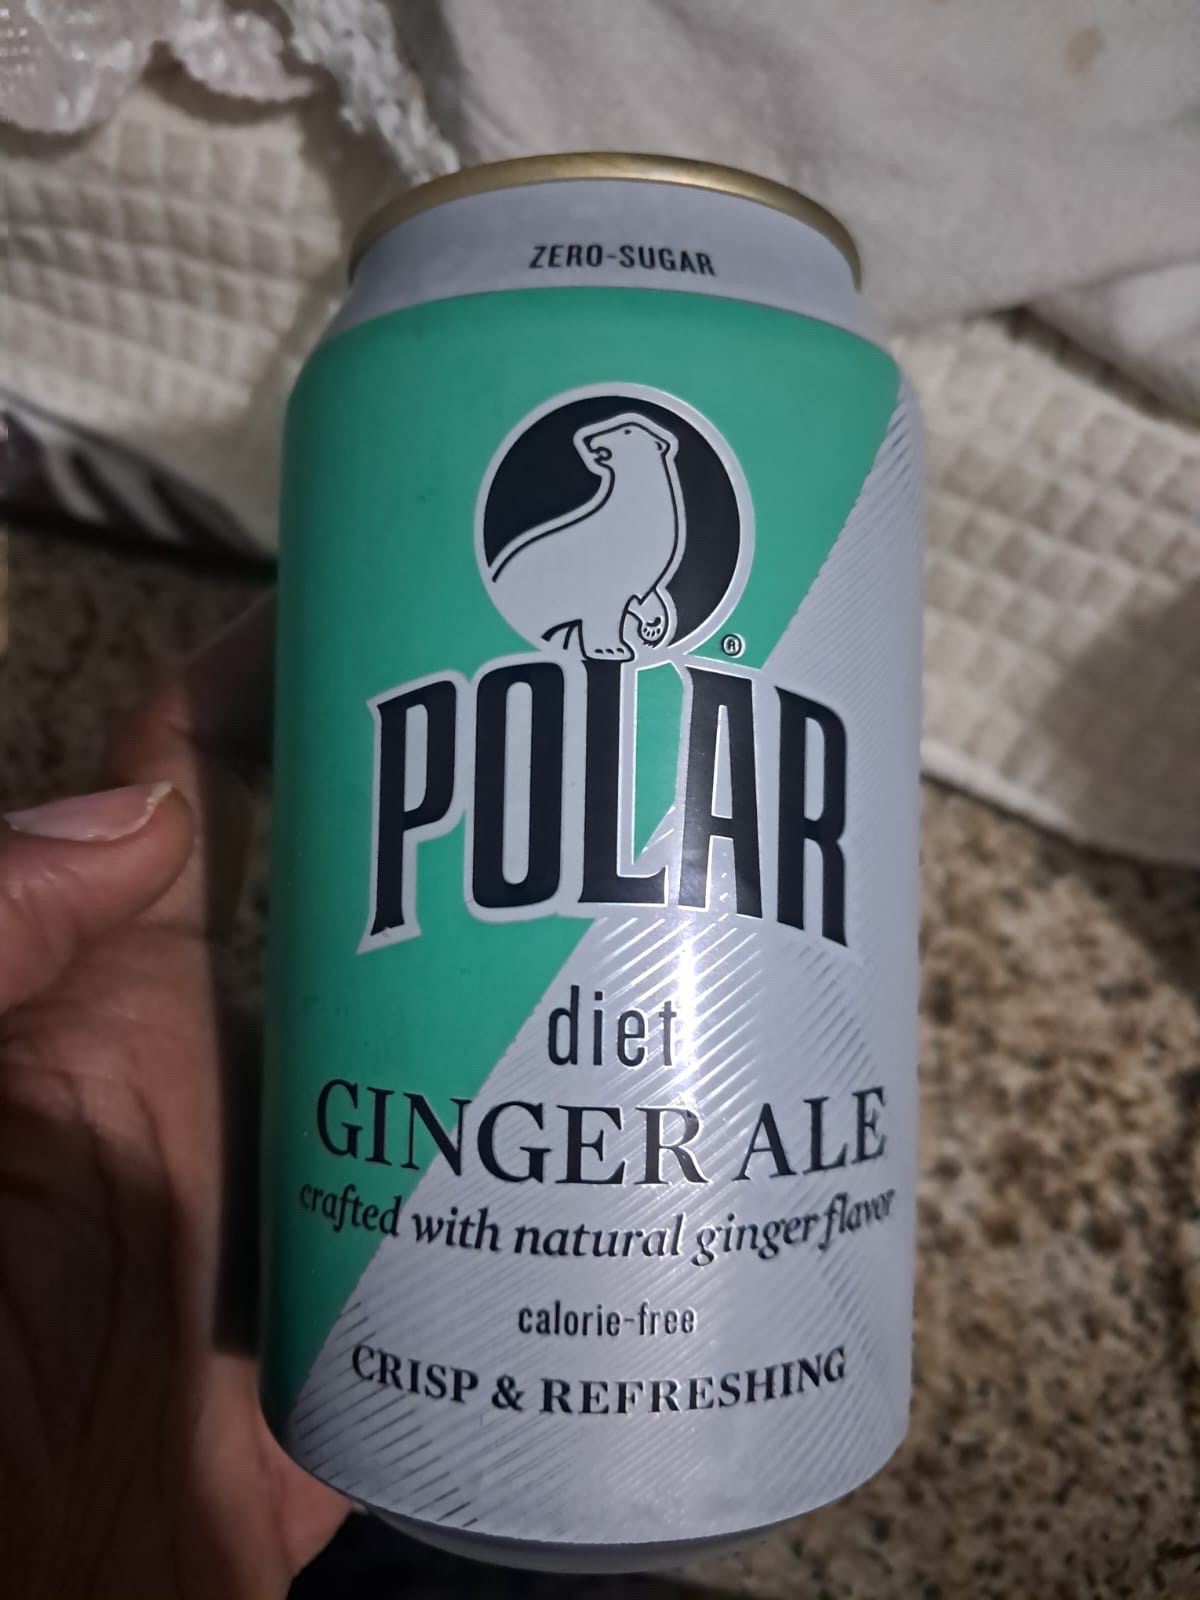 ZERO-SUGAR
®
POLAR
diet
GINGER ALE
crafted with natural ginger flavor
calorie-free
CRISP & REFRESHING